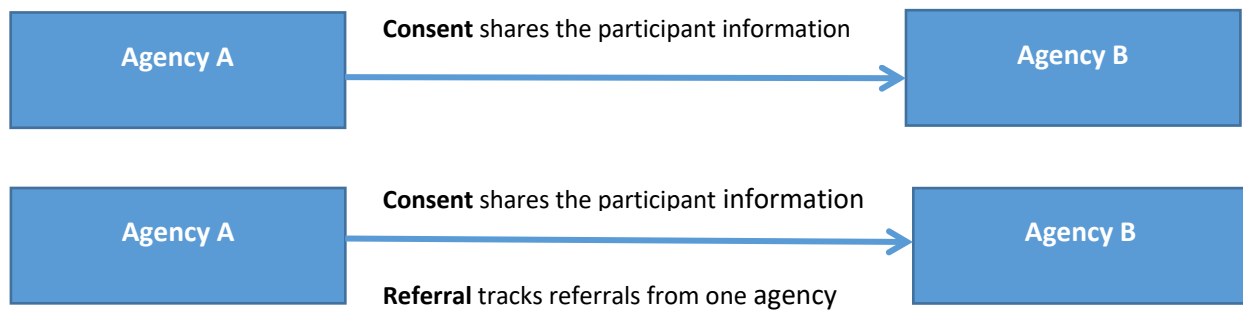 Consent shares the participant information
Agency A
Agency B
Consent shares the participant information
Agency A
Agency B
Referral tracks referrals from one agency